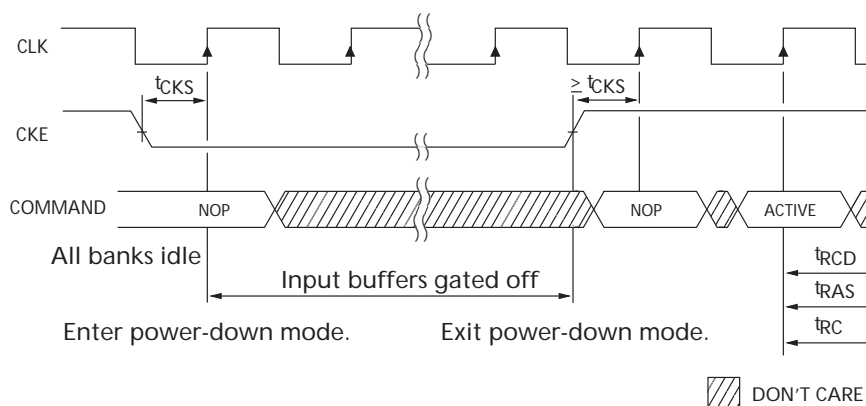 CLK
tCKS
≥ tCKS
CKE
COMMAND
NOP
NOP
ACTIVE
All banks idle
Input buffers gated off
tRCD
tRAS
tRC
Enter power-down mode.
Exit power-down mode.
DON'T CARE